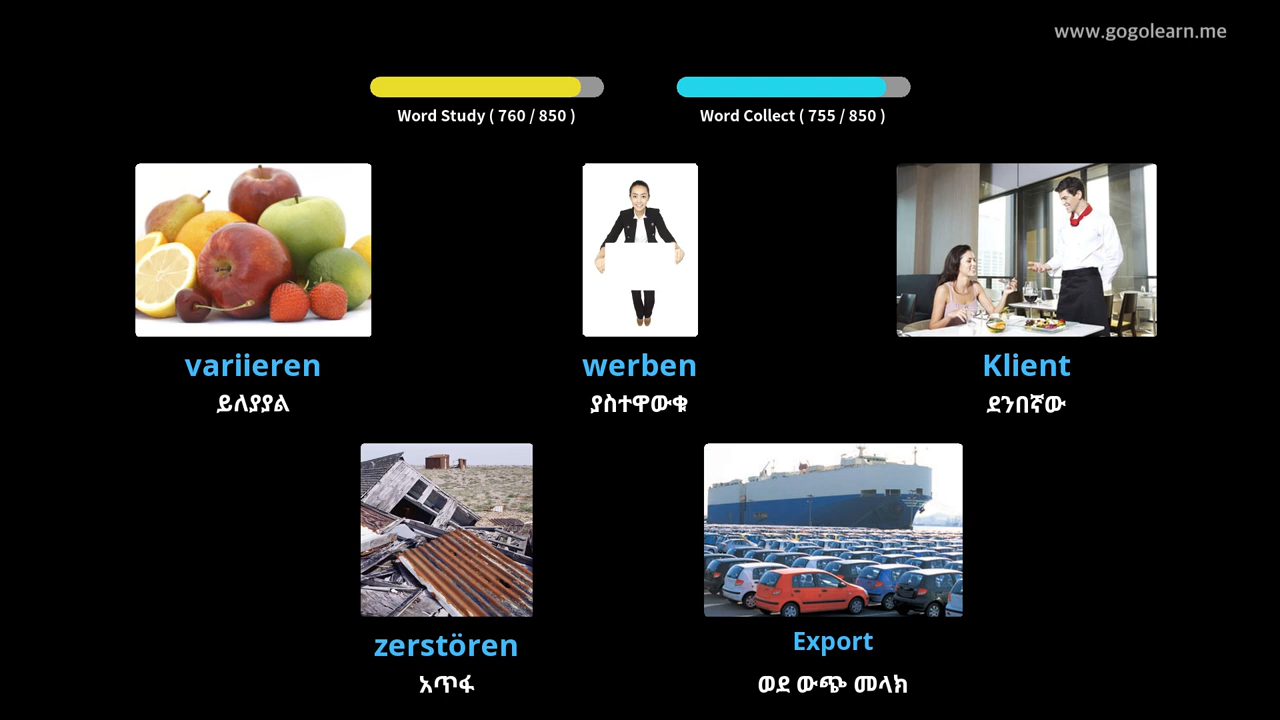 www.gogolearn.me
Word Study ( 760 / 850 )
Word Collect ( 755 / 850 )
variieren
werben
Klient
ይለያያል
ያስተዋውቁ
ደንበኛው
zerstören
Export
አጥፋ
ወደ ውጭ መላክ